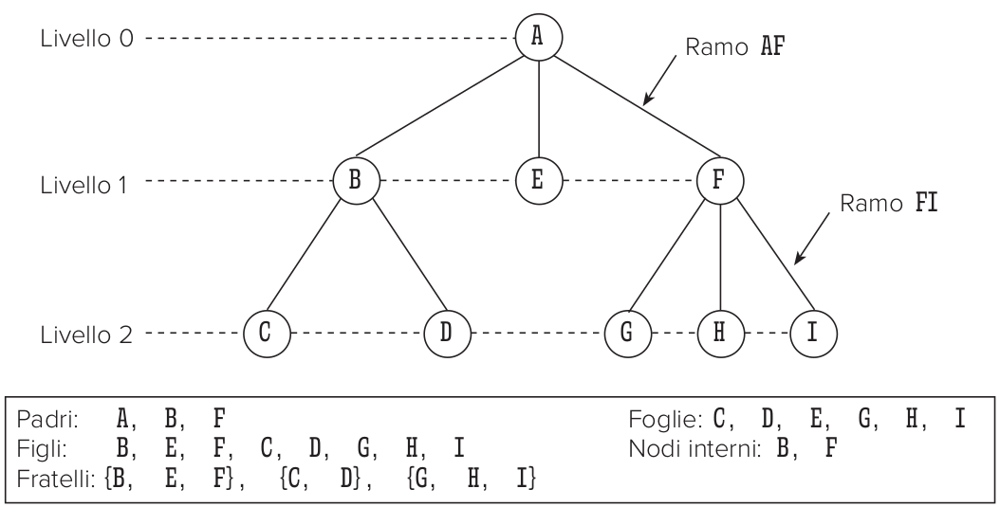 Livello 0
A
Ramo AF
Livello 1
B
E
F
Ramo FI
Livello 2
C
D
G
H
I
Padri: A, B, F
Figli: B, E, F, C, D, G, H, I
Fratelli: {B, E, F}, {C, D}, {G, H, I}
Foglie: C, D, E, G, H, I
Nodi interni: B, F